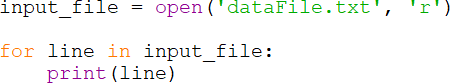 input_file = open('dataFile.txt', 'r')
for line in input_file:
    print(line)